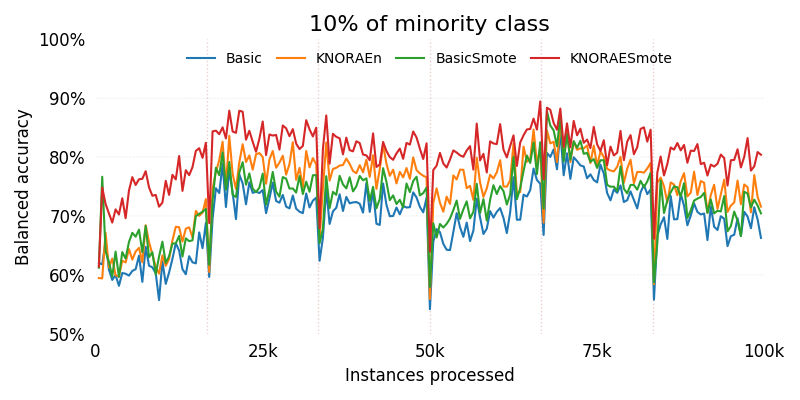 10% of minority class
Basic KNORAEn BasicSmote KNORAESmote
Balanced accuracy
100%
90%
80%
70%
60%
50%
0 25k 50k 75k 100k
Instances processed